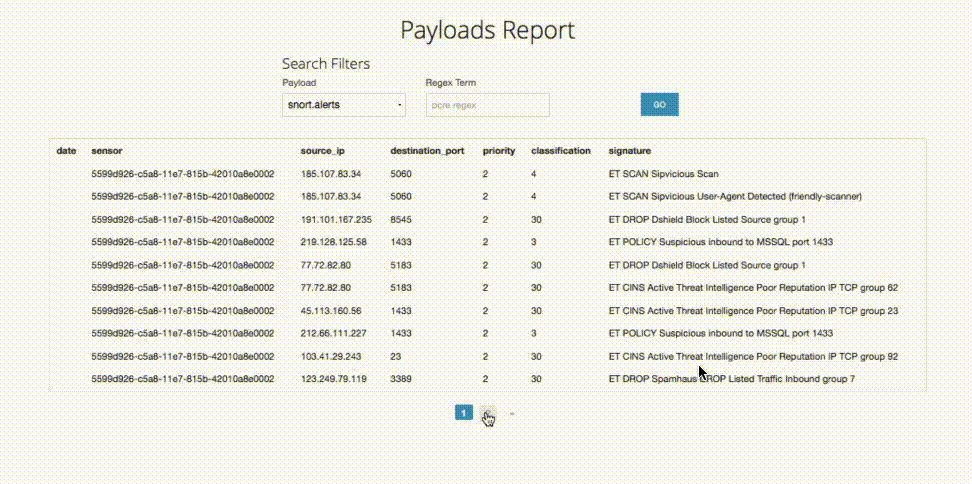 Payloads Report
Search Filters
Payload Regex Term
snort.alerts pcre regex GO
date sensor source_ip destination_port priority classification signature
5599d926-c5a8-11e7-815b-42010a8e0002 185.107.83.34 5060 2 4 ET SCAN Sipvicious Scan
5599d926-c5a8-11e7-815b-42010a8e0002 185.107.83.34 5060 2 4 ET SCAN Sipvicious User-Agent Detected (friendly-scanner)
5599d926-c5a8-11e7-815b-42010a8e0002 191.101.167.235 8545 2 30 ET DROP Dshield Block Listed Source group 1
5599d926-c5a8-11e7-815b-42010a8e0002 219.128.125.58 1433 2 3 ET POLICY Suspicious inbound to MSSQL port 1433
5599d926-c5a8-11e7-815b-42010a8e0002 77.72.82.80 5183 2 30 ET DROP Dshield Block Listed Source group 1
5599d926-c5a8-11e7-815b-42010a8e0002 77.72.82.80 5183 2 30 ET CINS Active Threat Intelligence Poor Reputation IP TCP group 62
5599d926-c5a8-11e7-815b-42010a8e0002 45.113.160.56 1433 2 30 ET CINS Active Threat Intelligence Poor Reputation IP TCP group 23
5599d926-c5a8-11e7-815b-42010a8e0002 212.66.111.227 1433 2 3 ET POLICY Suspicious inbound to MSSQL port 1433
5599d926-c5a8-11e7-815b-42010a8e0002 103.41.29.243 23 2 30 ET CINS Active Threat Intelligence Poor Reputation IP TCP group 92
5599d926-c5a8-11e7-815b-42010a8e0002 123.249.79.119 3389 2 30 ET DROP Spamhaus DROP Listed Traffic Inbound group 7
1